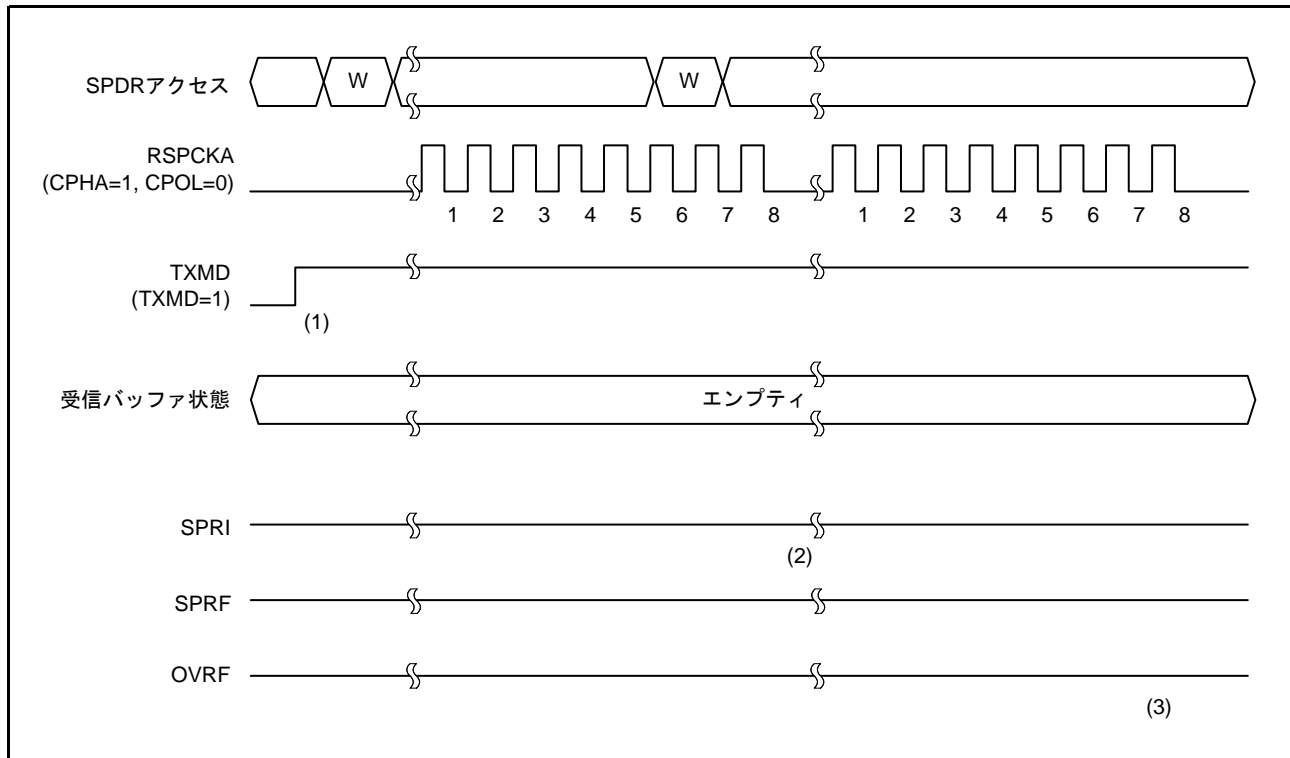 SPDRアクセス W W
RSPCKA
(CPHA=1, CPOL=0)
1 2 3 4 5 6 7 8 1 2 3 4 5 6 7 8
TXMD
(TXMD=1)
(1)
受信バッファ状態 エンプティ
SPRI
(2)
SPRF
OVRF
(3)